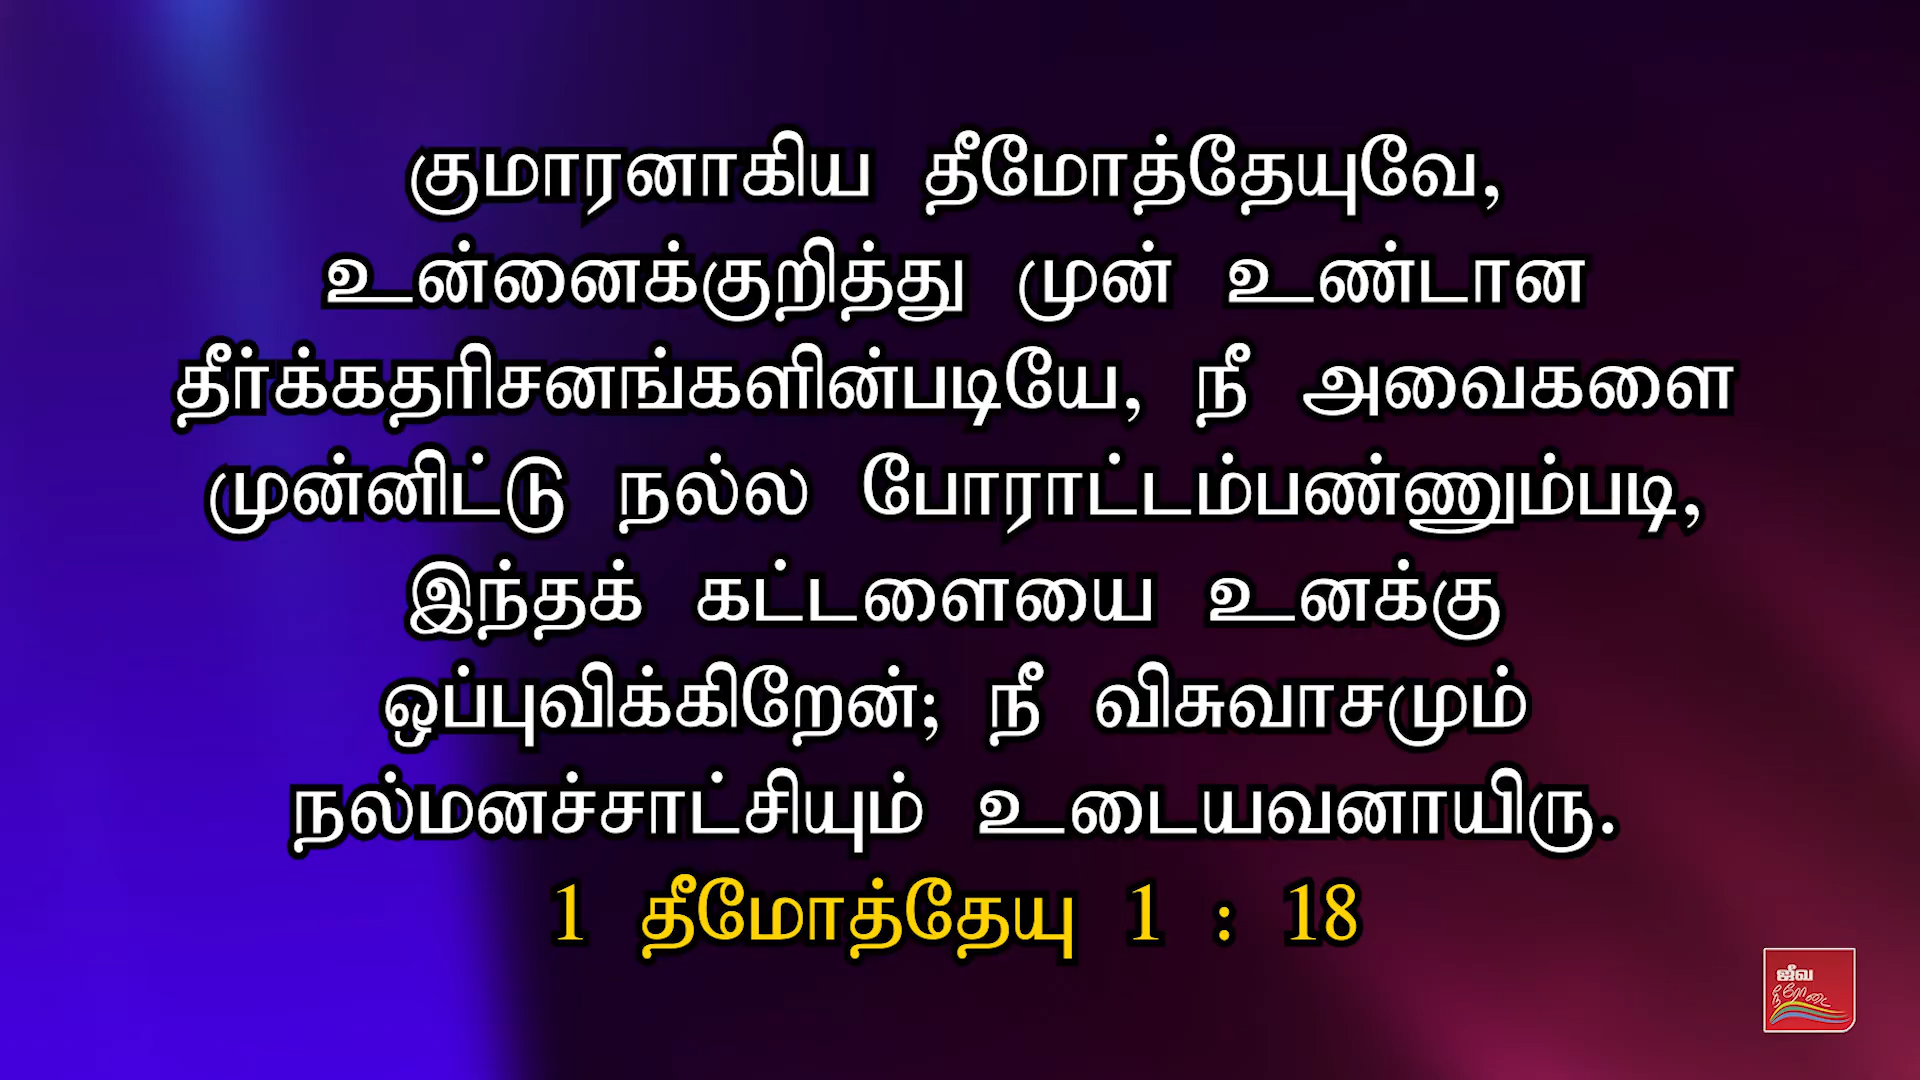 குமாரனாகிய தீமோத்தேயுவே,
உன்னைக்குறித்து முன் உண்டான
தீர்க்கதரிசனங்களின்படியே, நீ அவைகளை
முன்னிட்டு நல்ல போராட்டம்பண்ணும்படி,
இந்தக் கட்டளையை உனக்கு
ஒப்புவிக்கிறேன்; நீ விசுவாசமும்
நல்மனச்சாட்சியும் உடையவனாயிரு.
1 தீமோத்தேயு 1 : 18
ஜீவ
நீரோடை